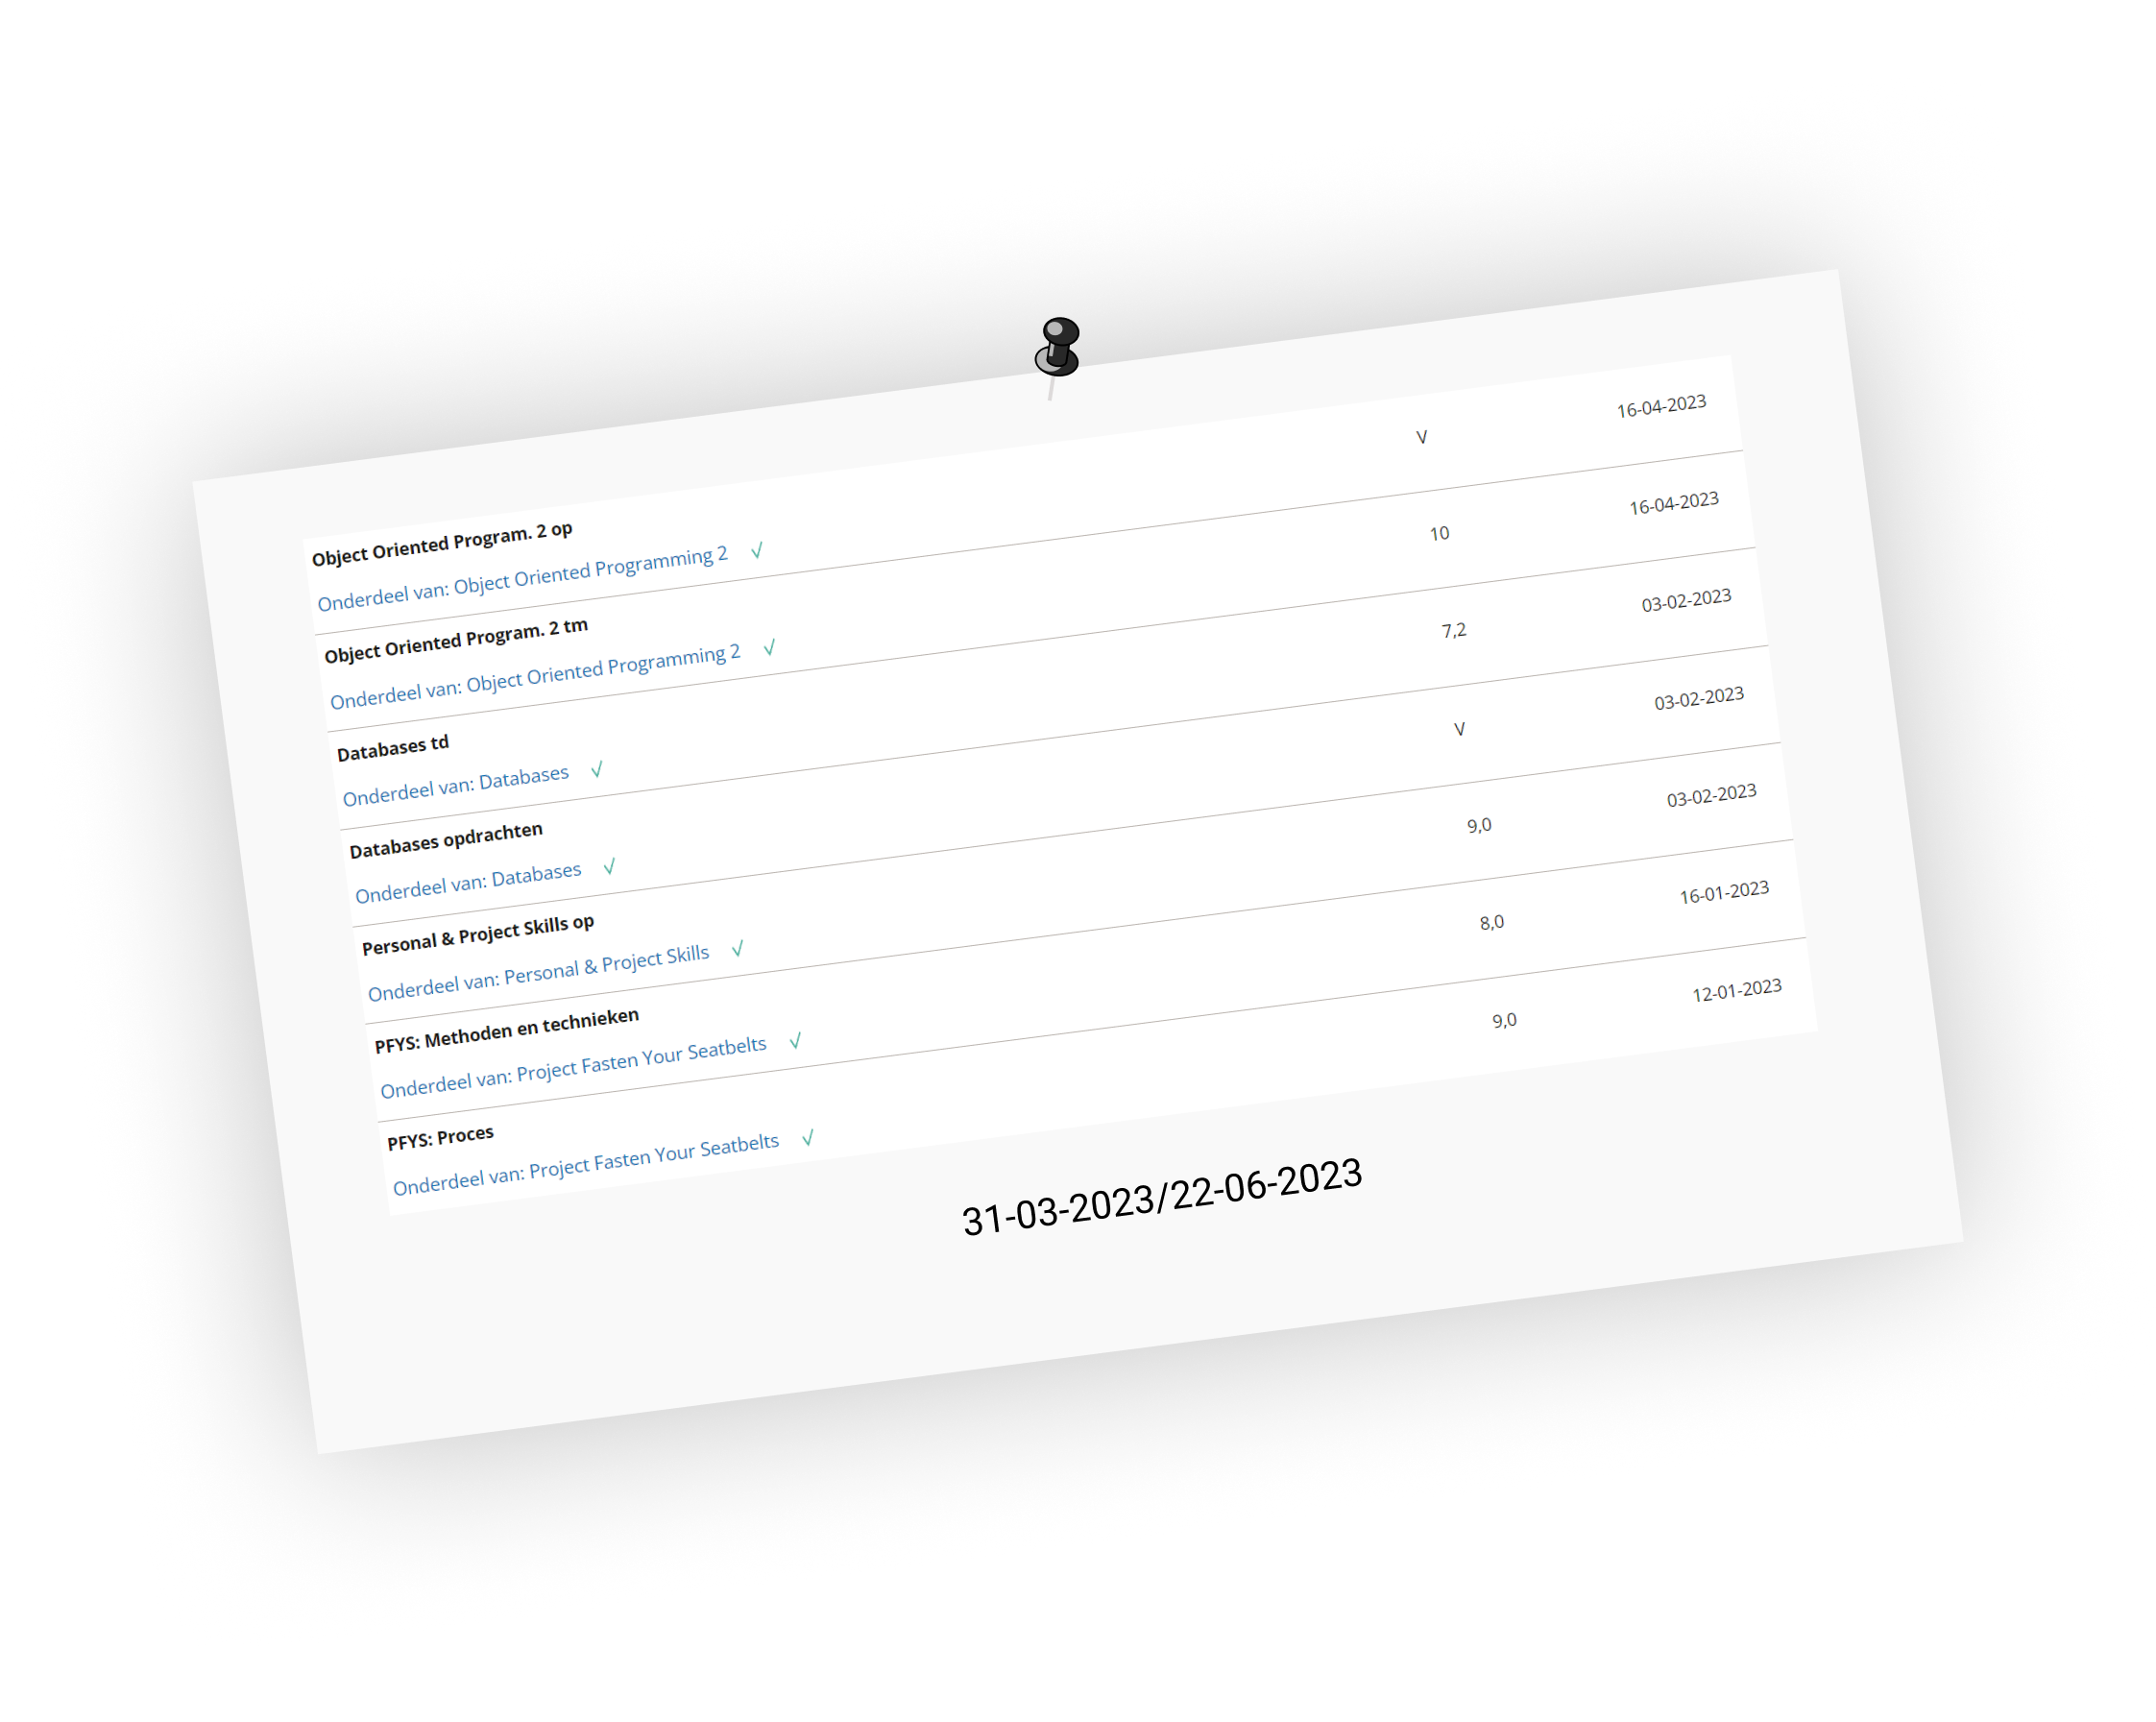 Object Oriented Program. 2 op
Onderdeel van: Object Oriented Programming 2 √
V
16-04-2023
Object Oriented Program. 2 tm
Onderdeel van: Object Oriented Programming 2 √
10
16-04-2023
Databases td
Onderdeel van: Databases √
7,2
03-02-2023
Databases opdrachten
Onderdeel van: Databases √
V
03-02-2023
Personal & Project Skills op
Onderdeel van: Personal & Project Skills √
9,0
03-02-2023
PFYS: Methoden en technieken
Onderdeel van: Project Fasten Your Seatbelts √
8,0
16-01-2023
PFYS: Proces
Onderdeel van: Project Fasten Your Seatbelts √
9,0
12-01-2023
31-03-2023/22-06-2023